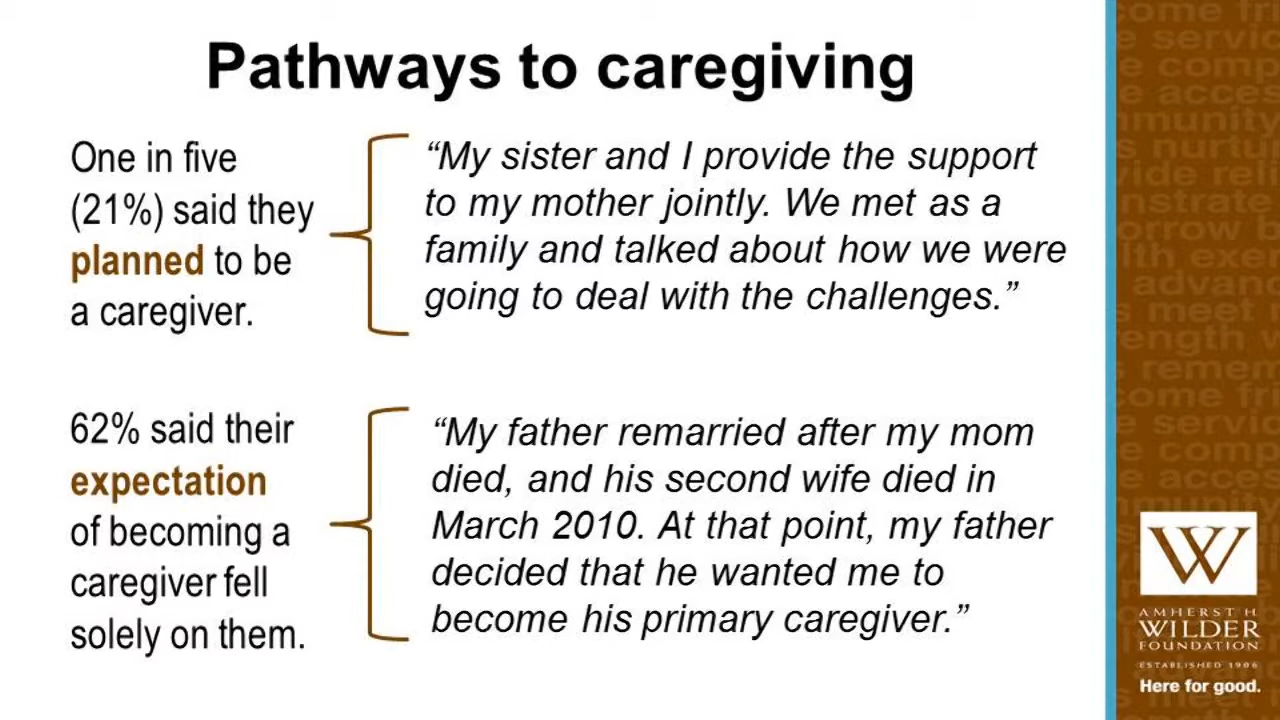 Pathways to caregiving
One in five
(21%) said they
planned to be
a caregiver.
“My sister and I provide the support
to my mother jointly. We met as a
family and talked about how we were
going to deal with the challenges.”
62% said their
expectation
of becoming a
caregiver fell
solely on them.
“My father remarried after my mom
died, and his second wife died in
March 2010. At that point, my father
decided that he wanted me to
become his primary caregiver.”
W
AMHERST H.
WILDER
FOUNDATION
ESTABLISHED 1906
Here for good.